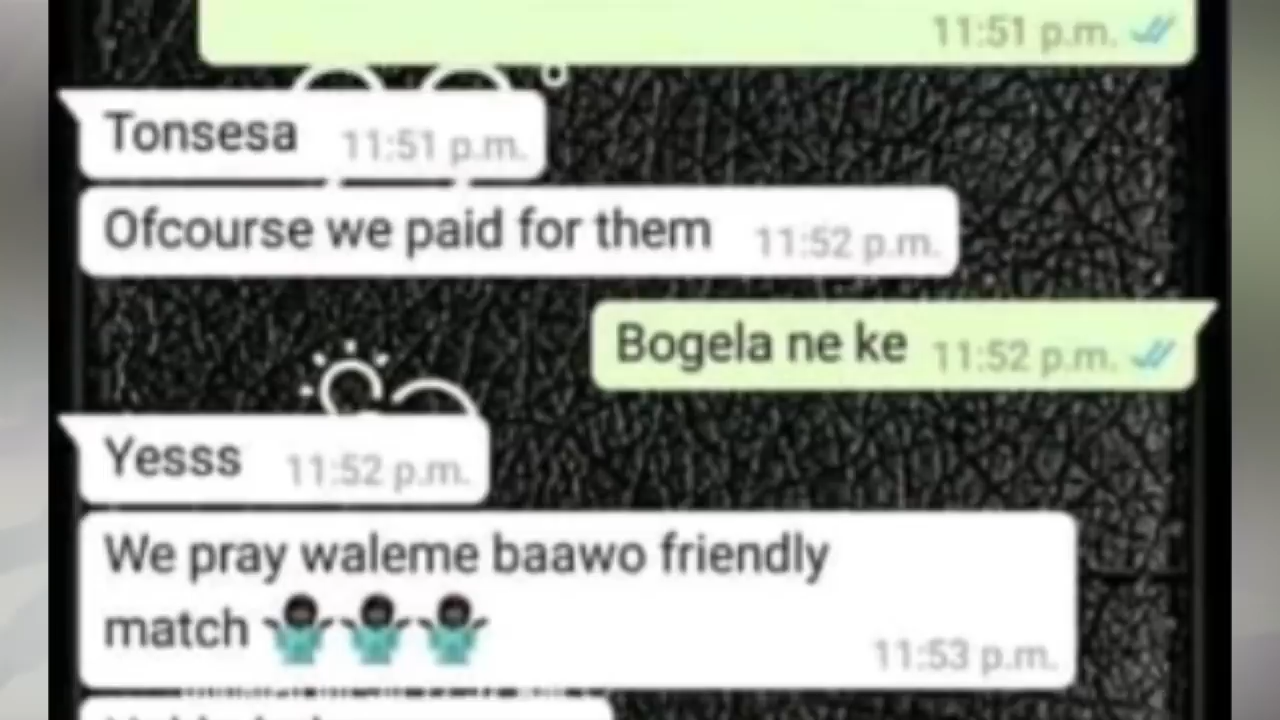 11:51 p.m.
Tonsesa 11:51 p.m.
Ofcourse we paid for them 11:52 p.m.
Bogela ne ke 11:52 p.m.
Yesss 11:52 p.m.
We pray waleme baawo friendly
match 11:53 p.m.